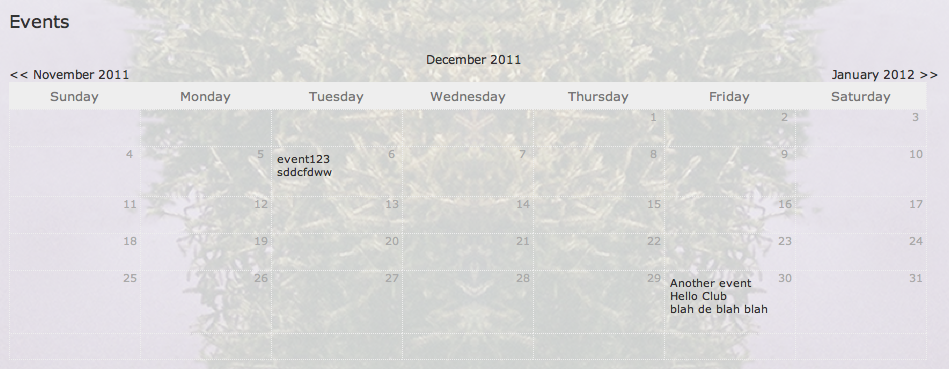 Events
December 2011
<< November 2011 January 2012 >>
Sunday Monday Tuesday Wednesday Thursday Friday Saturday
1 2 3
4 5 6 7 8 9 10
event123
sddcfdww
11 12 13 14 15 16 17
18 19 20 21 22 23 24
25 26 27 28 29 30 31
Another event
Hello Club
blah de blah blah